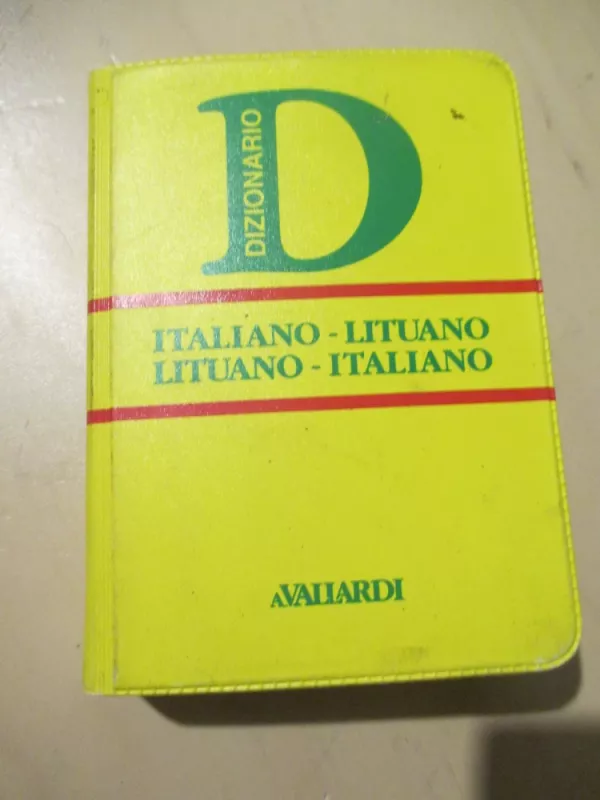 D
DIZIONARIO
ITALIANO - LITUANO
LITUANO - ITALIANO
A.VALLARDI